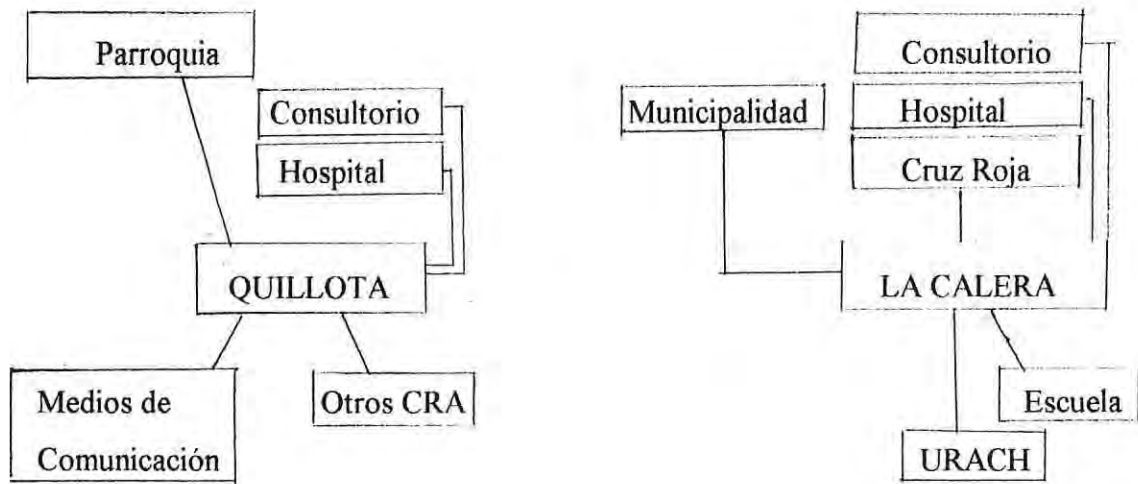 Parroquia
Consultorio
Hospital
QUILLOTA
Medios de
Comunicación
Otros CRA
Consultorio
Municipalidad
Hospital
Cruz Roja
LA CALERA
Escuela
URACH